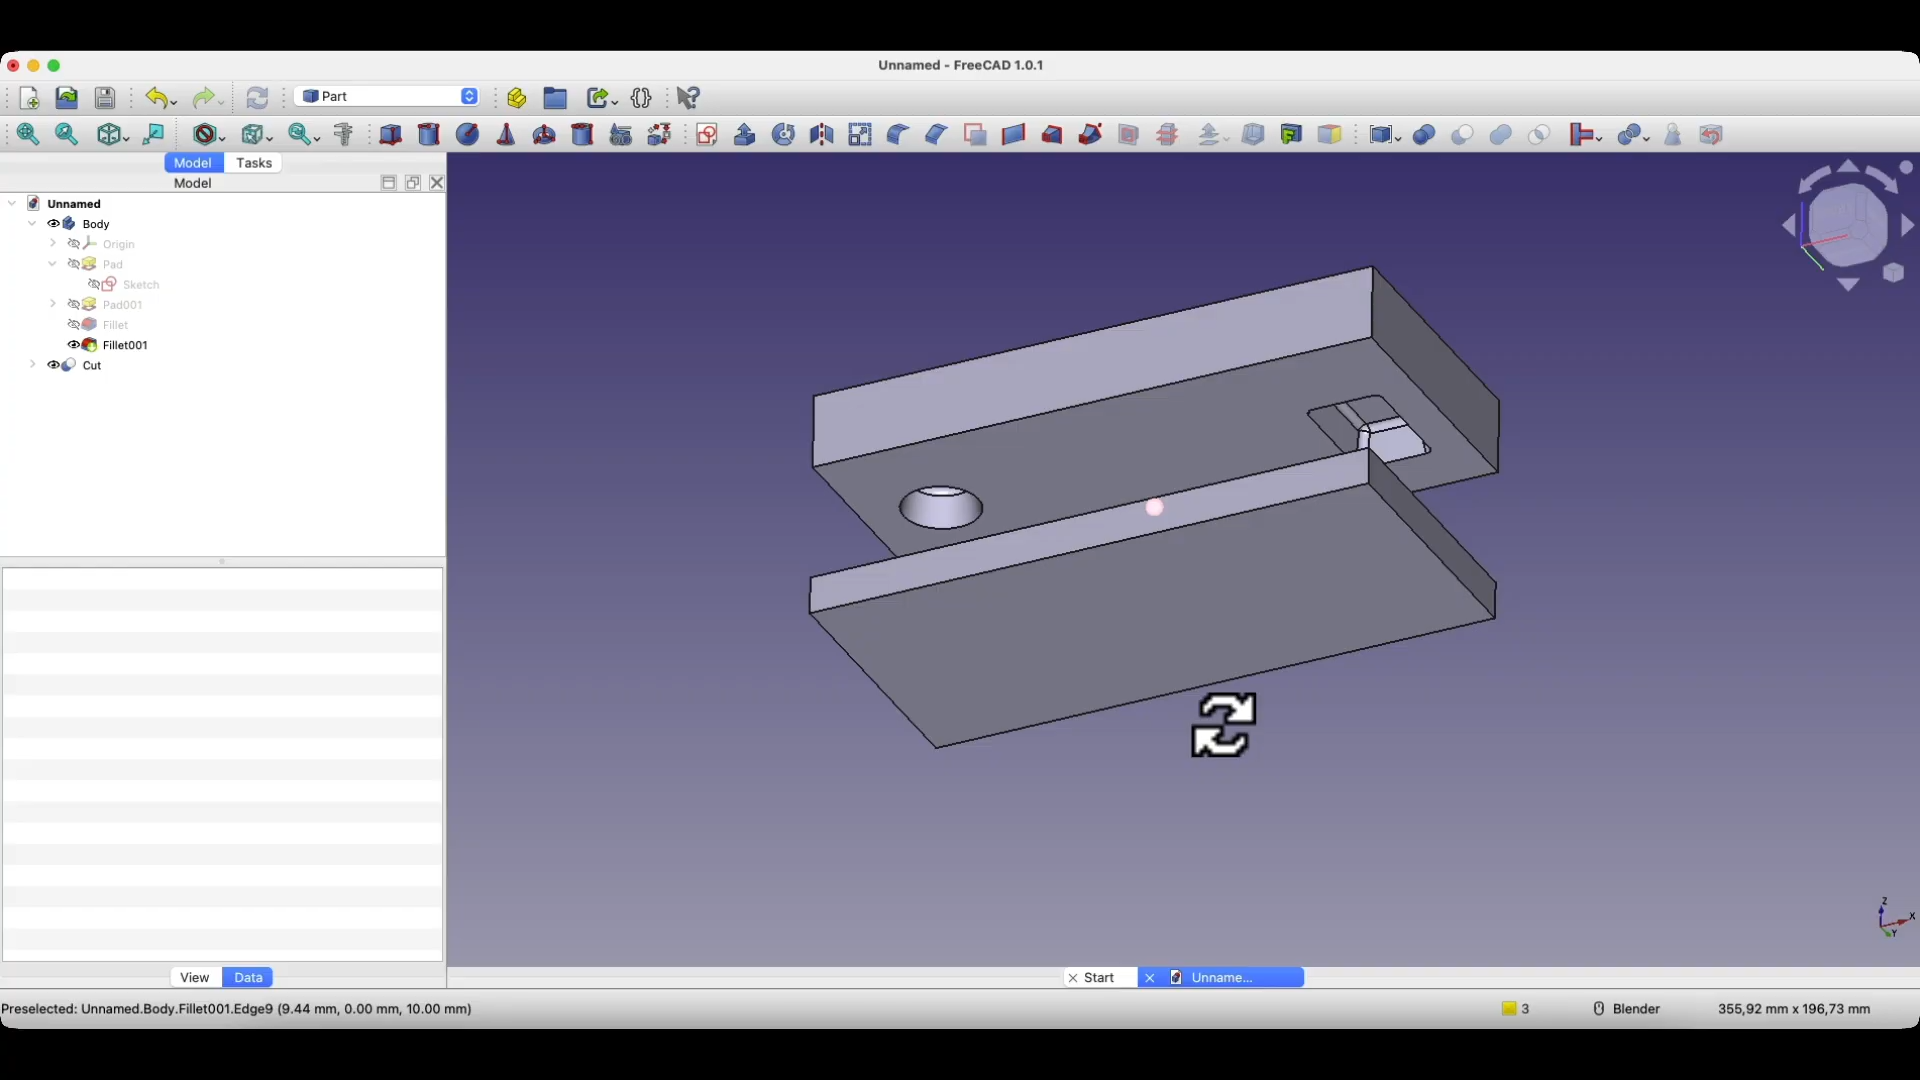 Unnamed - FreeCAD 1.0.1
Part
Model Tasks
Model
Unnamed
Body
Origin
Pad
Sketch
Pad001
Fillet
Fillet001
Cut
Z
X
Y
View Data
Start Unname...
Preselected: Unnamed.Body.Fillet001.Edge9 (9.44 mm, 0.00 mm, 10.00 mm)
3 Blender 355,92 mm x 196,73 mm